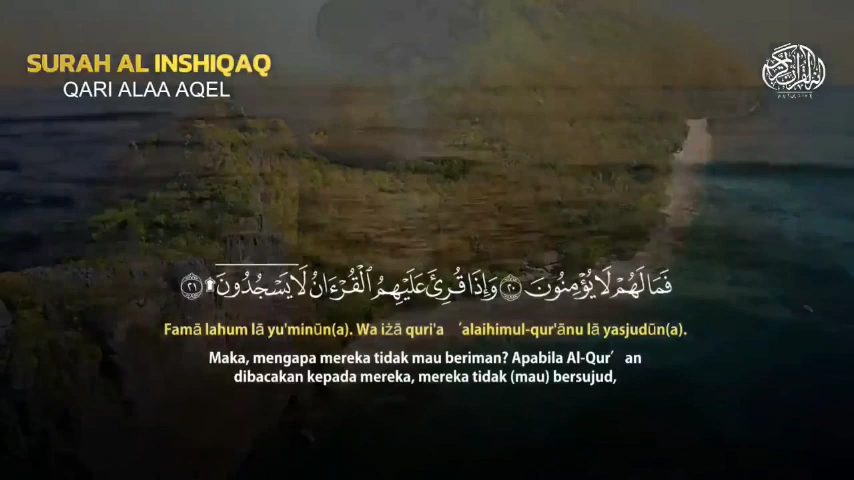 SURAH AL INSHIQAQ
QARI ALAA AQEL
فَمَا لَهُمْ لَا يُؤْمِنُونَ ٢٠ وَإِذَا قُرِئَ عَلَيْهِمُ ٱلْقُرْءَانُ لَا يَسْجُدُونَ ۩ ٢١
Famā lahum lā yu'minūn(a). Wa iżā quri'a ‘alaihimul-qur'ānu lā yasjudūn(a).
Maka, mengapa mereka tidak mau beriman? Apabila Al-Qur’an
dibacakan kepada mereka, mereka tidak (mau) bersujud,